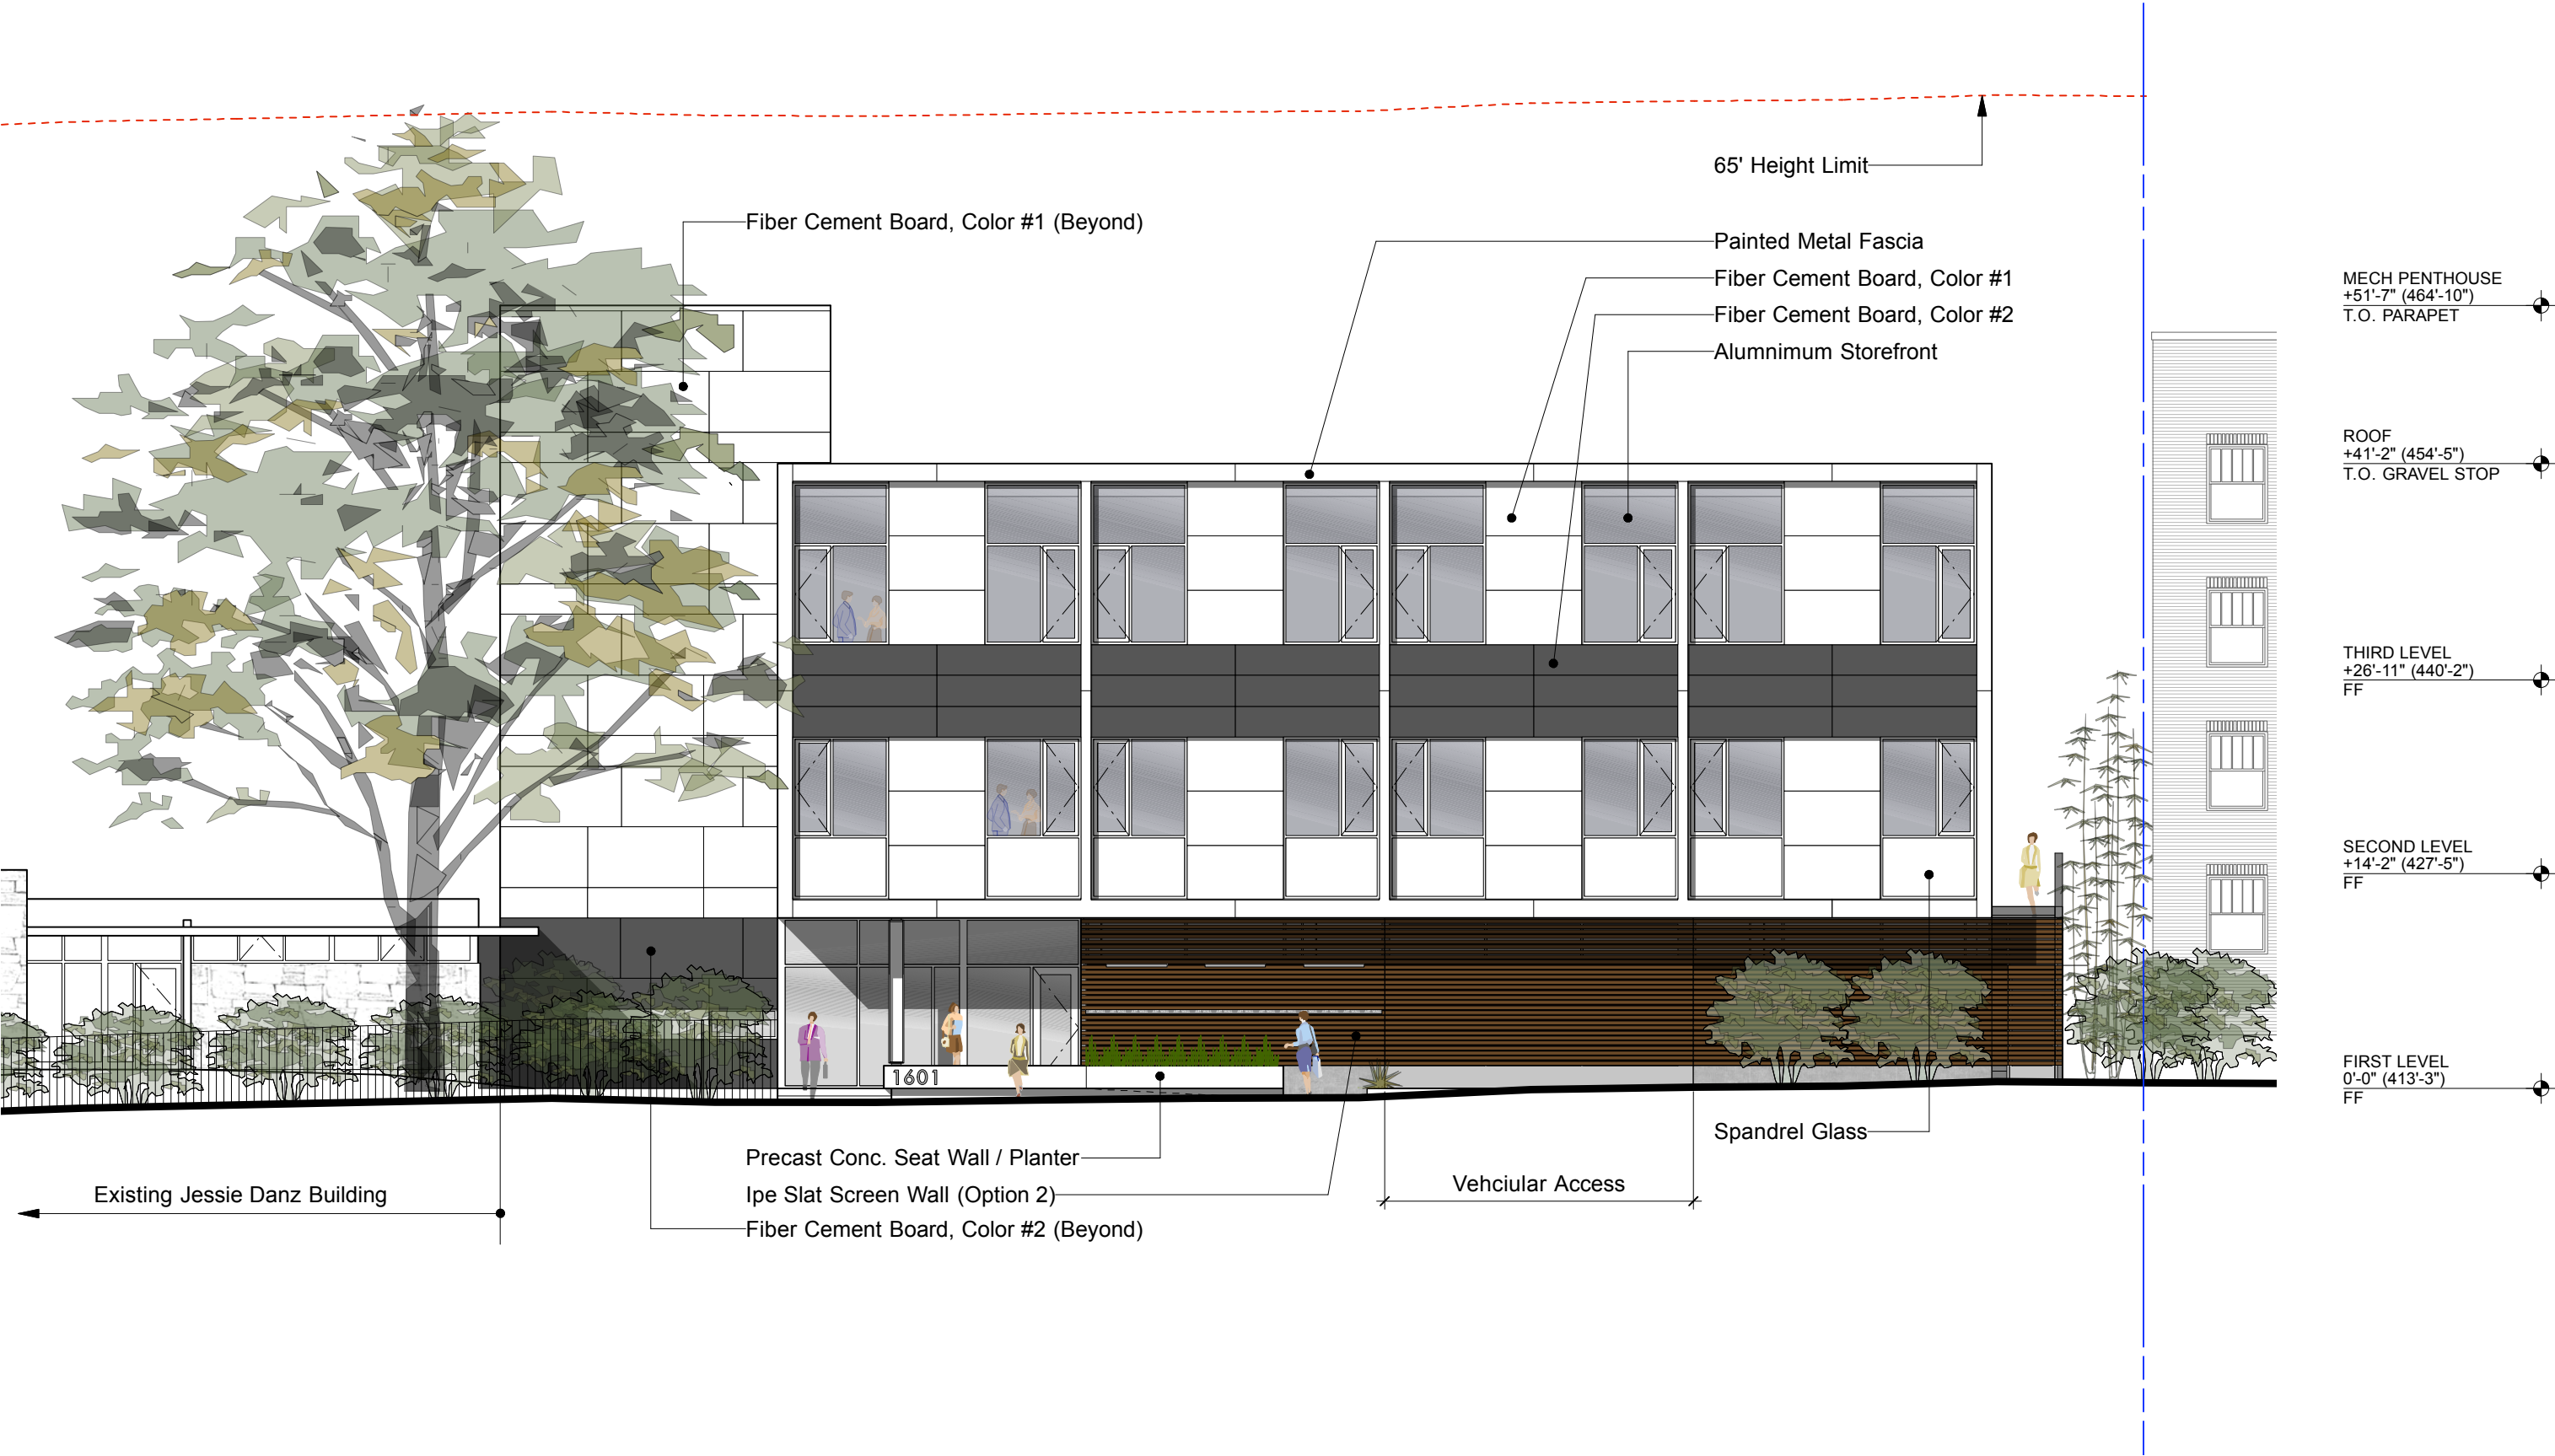 65' Height Limit
Fiber Cement Board, Color #1 (Beyond)
Painted Metal Fascia
Fiber Cement Board, Color #1
Fiber Cement Board, Color #2
Alumnimum Storefront
MECH PENTHOUSE
+51'-7" (464'-10")
T.O. PARAPET
ROOF
+41'-2" (454'-5")
T.O. GRAVEL STOP
THIRD LEVEL
+26'-11" (440'-2")
FF
SECOND LEVEL
+14'-2" (427'-5")
FF
FIRST LEVEL
0'-0" (413'-3")
FF
1601
Spandrel Glass
Precast Conc. Seat Wall / Planter
Ipe Slat Screen Wall (Option 2)
Fiber Cement Board, Color #2 (Beyond)
Existing Jessie Danz Building
Vehciular Access